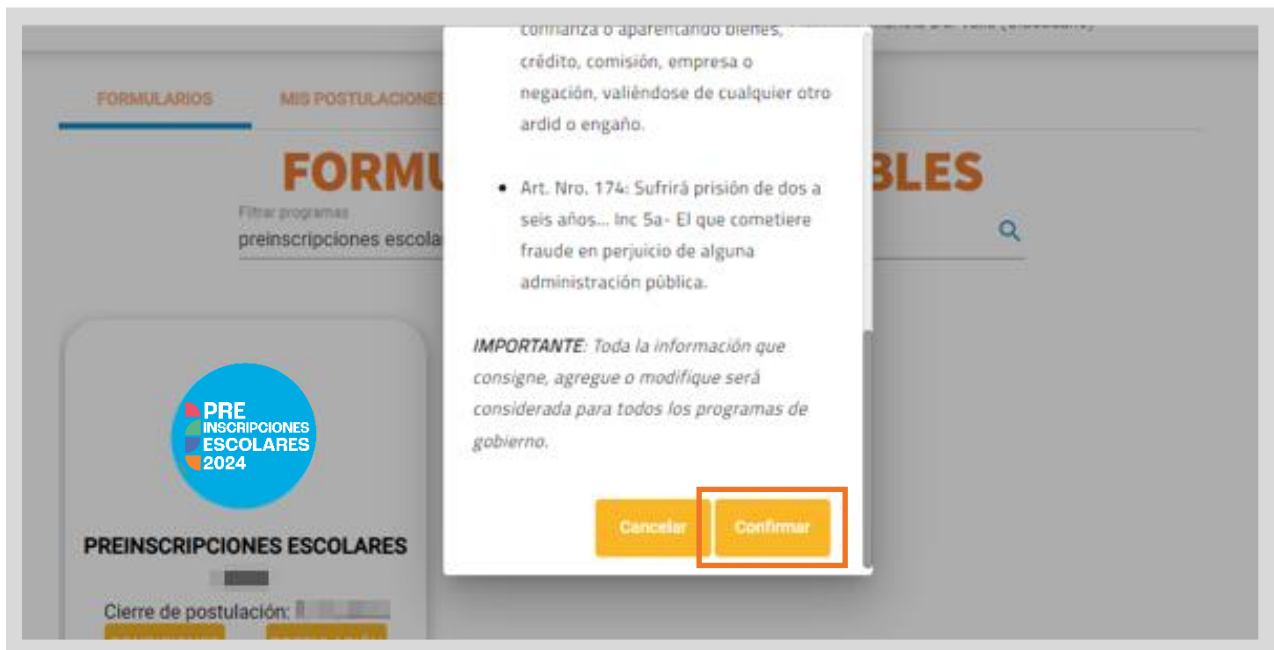 confianza o aparentando bienes,
crédito, comisión, empresa o
negación, valiéndose de cualquier otro
ardid o engaño.
FORMULARIOS
MIS POSTULACIONES
FORMU
BLES
Filtrar programas
preinscripciones escola
• Art. Nro. 174: Sufrirá prisión de dos a
seis años... Inc 5a- El que cometiere
fraude en perjuicio de alguna
administración pública.
IMPORTANTE: Toda la información que
consigne, agregue o modifique será
considerada para todos los programas de
gobierno.
Cancelar
Confirmar
PRE
INSCRIPCIONES
ESCOLARES
2024
PREINSCRIPCIONES ESCOLARES
Cierre de postulación: